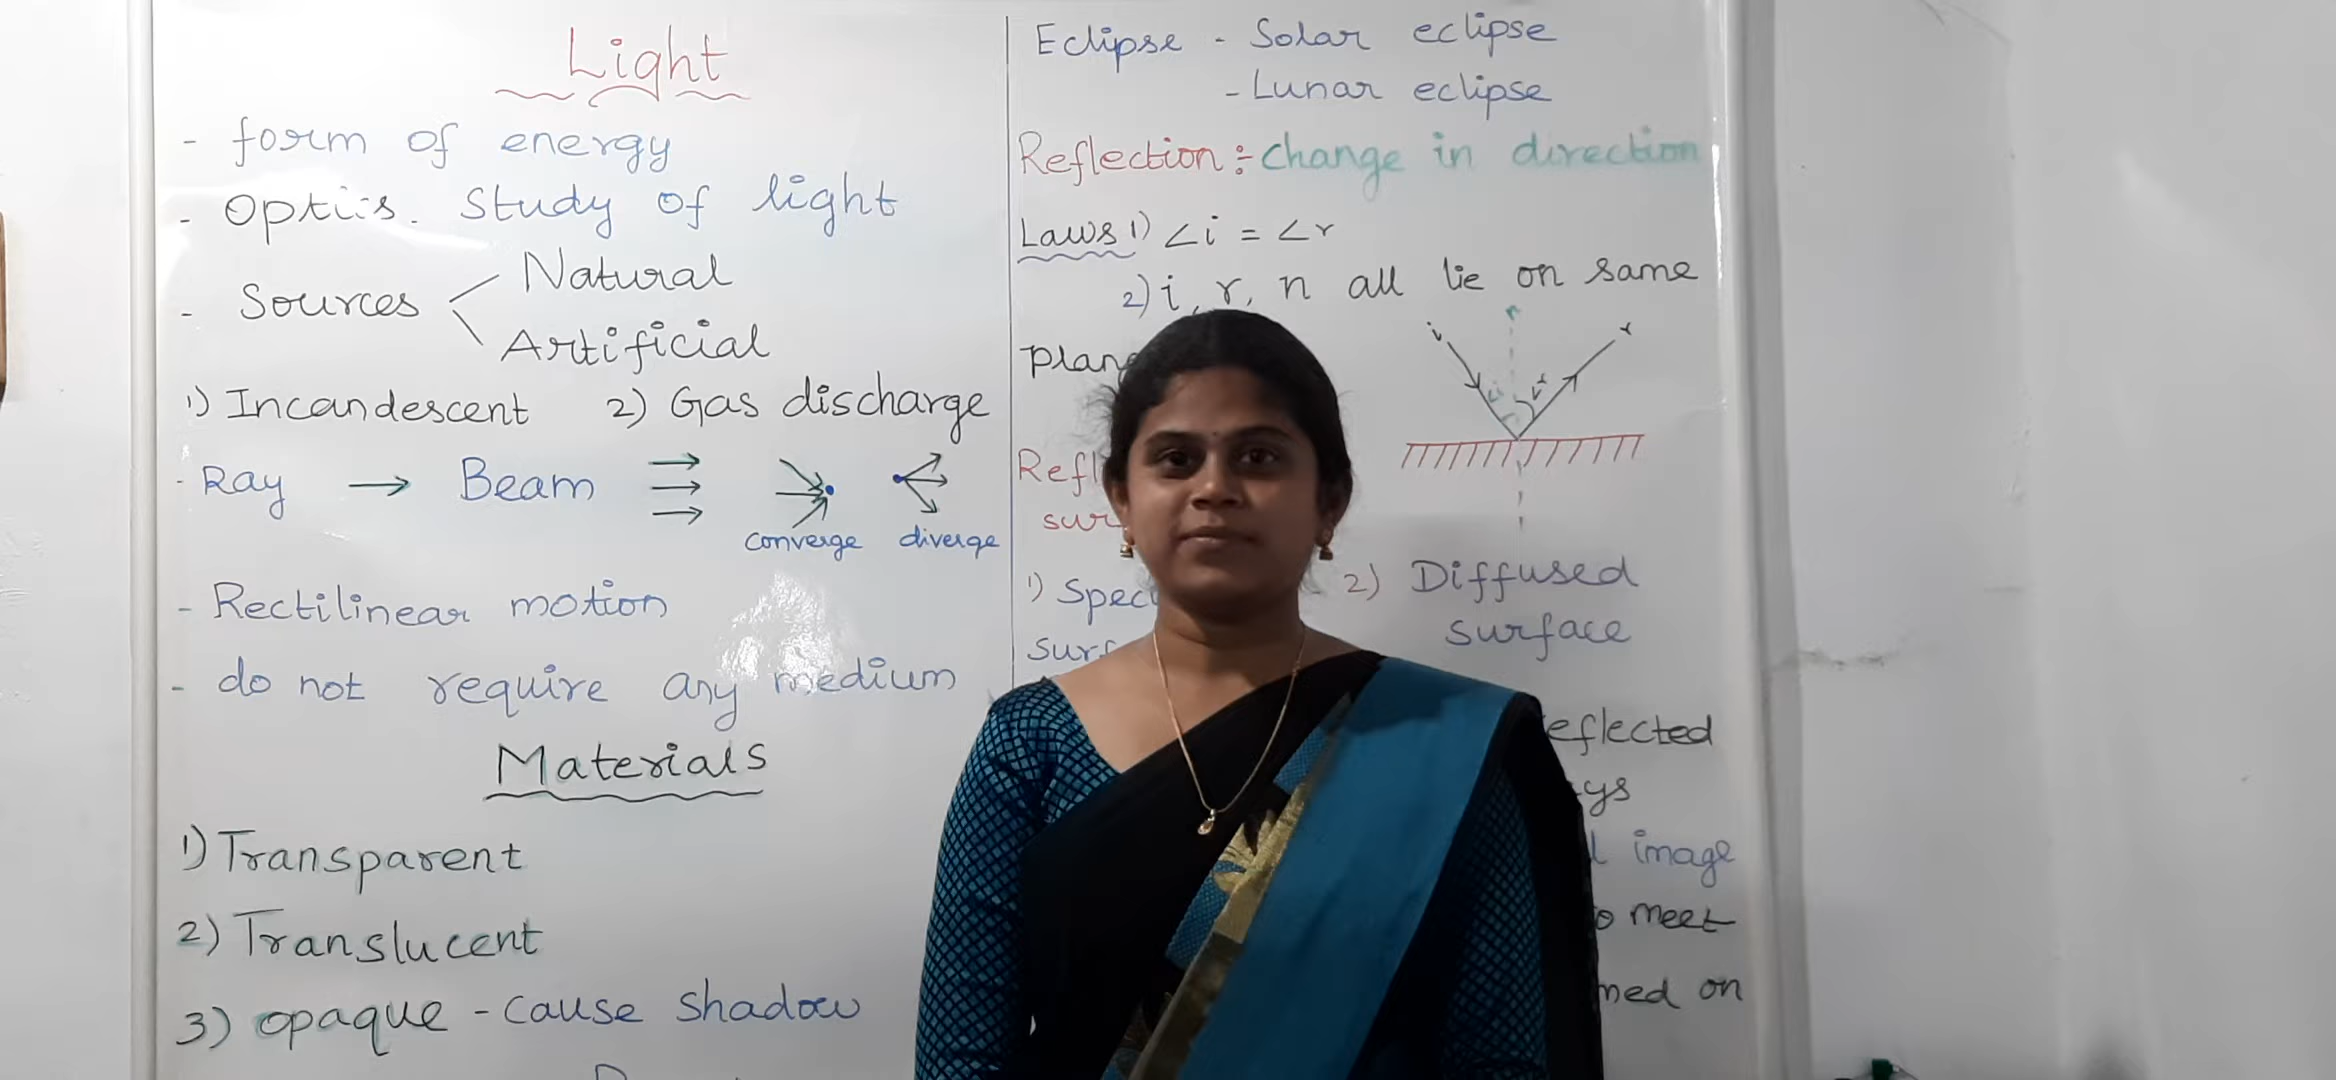 Light
- form of energy
- Optics. Study of light
- Sources
Natural
Artificial
1) Incandescent 2) Gas discharge
- Ray → Beam
converge diverge
- Rectilinear motion
- do not require any medium
Materials
1) Transparent
2) Translucent
3) opaque - cause shadow
Eclipse - Solar eclipse
- Lunar eclipse
Reflection ÷ change in direction
Laws 1) ∠i = ∠r
2) i, r, n all lie on same
i n r
i r
2) Diffused
surface
image
meet
on